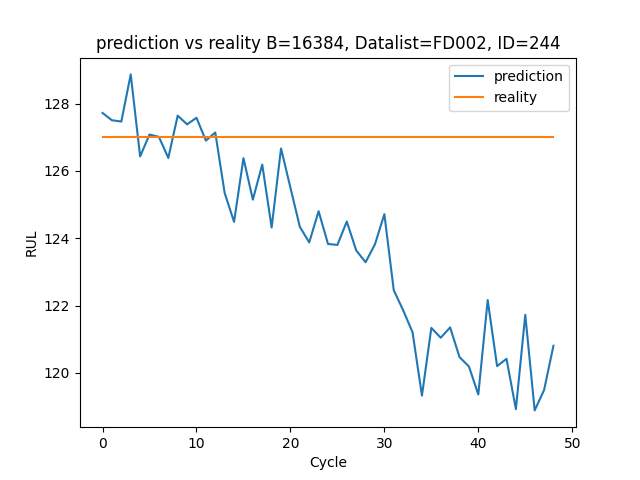 prediction vs reality B=16384, Datalist=FD002, ID=244
prediction
reality
128
126
124
122
120
RUL
0 10 20 30 40 50
Cycle